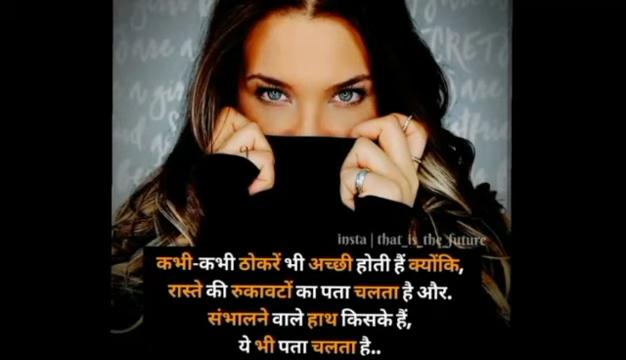 insta | that_is_the_future
कभी-कभी ठोकरें भी अच्छी होती हैं क्योंकि,
रास्ते की रुकावटों का पता चलता है और.
संभालने वाले हाथ किसके हैं,
ये भी पता चलता है..